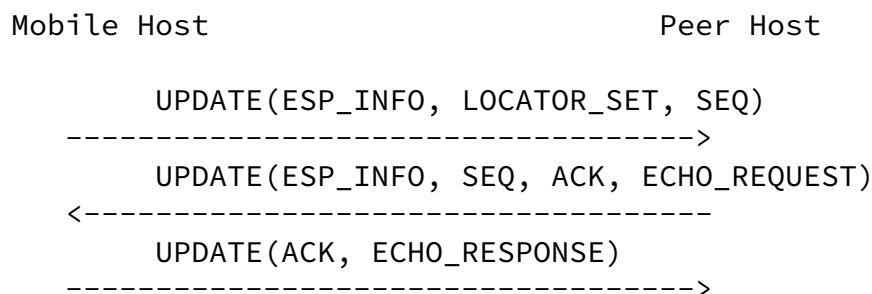 Mobile Host Peer Host
UPDATE(ESP_INFO, LOCATOR_SET, SEQ)
----------------------------------->
UPDATE(ESP_INFO, SEQ, ACK, ECHO_REQUEST)
<-----------------------------------
UPDATE(ACK, ECHO_RESPONSE)
----------------------------------->